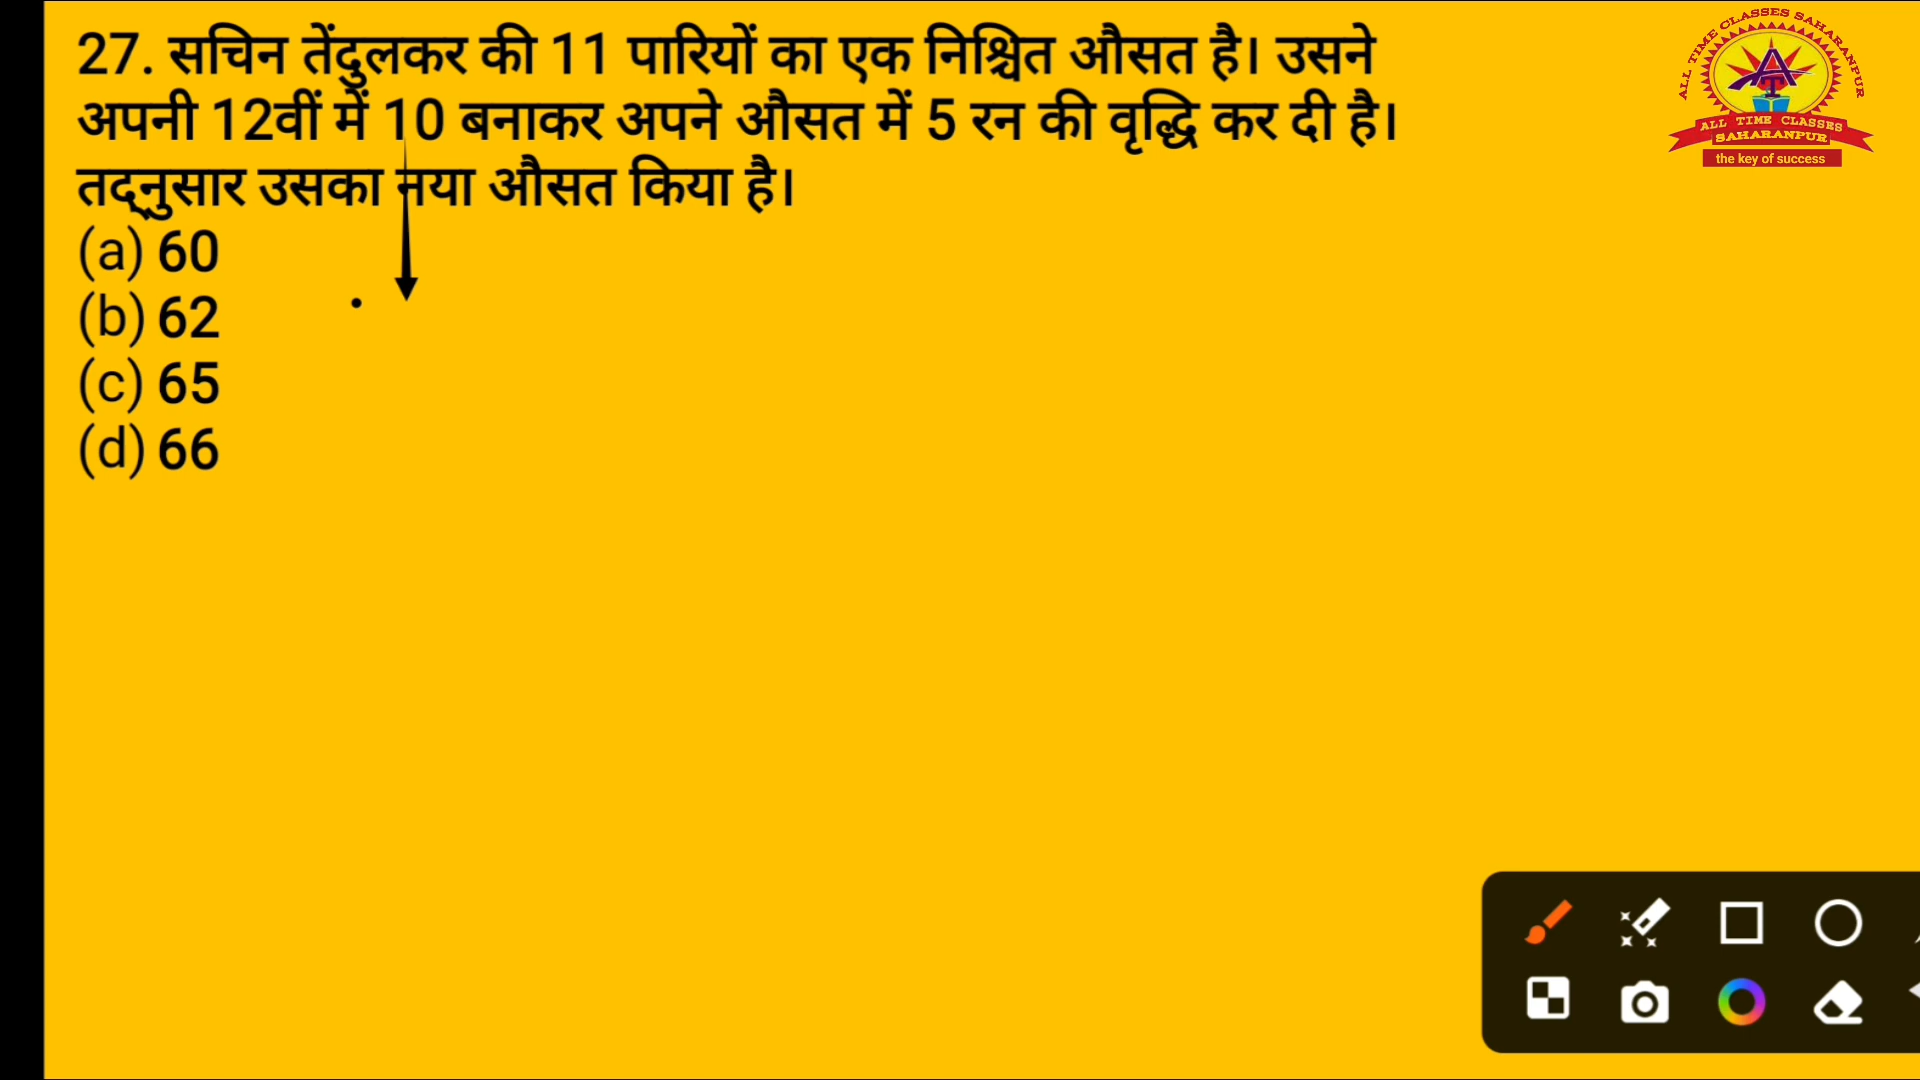 27. सचिन तेंदुलकर की 11 पारियों का एक निश्चित औसत है। उसने
अपनी 12वीं में 10 बनाकर अपने औसत में 5 रन की वृद्धि कर दी है।
तद्नुसार उसका नया औसत किया है।
(a) 60
(b) 62
(c) 65
(d) 66
ALL TIME CLASSES SAHARANPUR
ALL TIME CLASSES
SAHARANPUR
the key of success